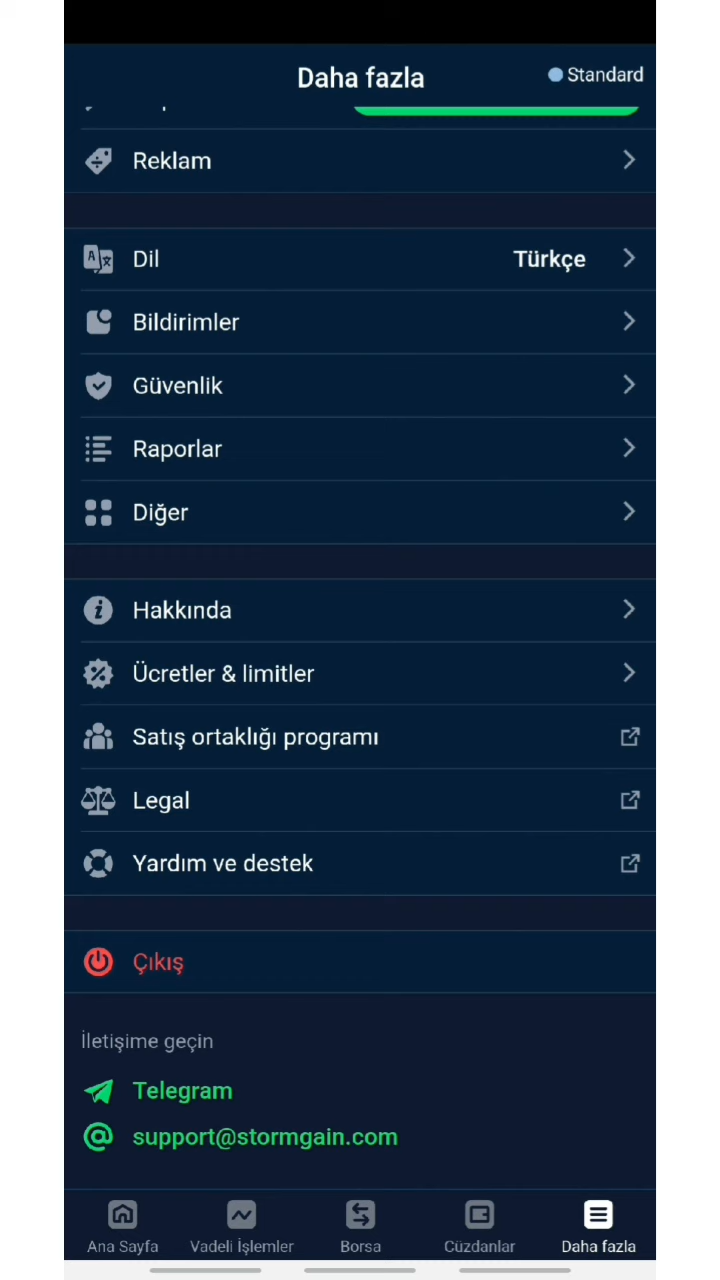 Daha fazla
Standard
Reklam
Dil
Türkçe
Bildirimler
Güvenlik
Raporlar
Diğer
Hakkında
Ücretler & limitler
Satış ortaklığı programı
Legal
Yardım ve destek
Çıkış
İletişime geçin
Telegram
support@stormgain.com
Ana Sayfa
Vadeli İşlemler
Borsa
Cüzdanlar
Daha fazla